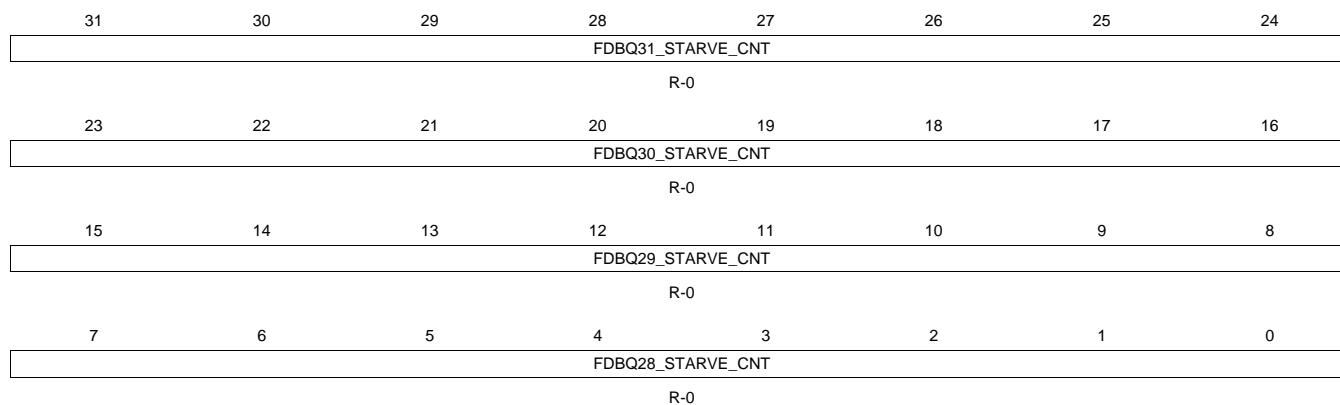 31 30 29 28 27 26 25 24
FDBQ31_STARVE_CNT
R-0
23 22 21 20 19 18 17 16
FDBQ30_STARVE_CNT
R-0
15 14 13 12 11 10 9 8
FDBQ29_STARVE_CNT
R-0
7 6 5 4 3 2 1 0
FDBQ28_STARVE_CNT
R-0